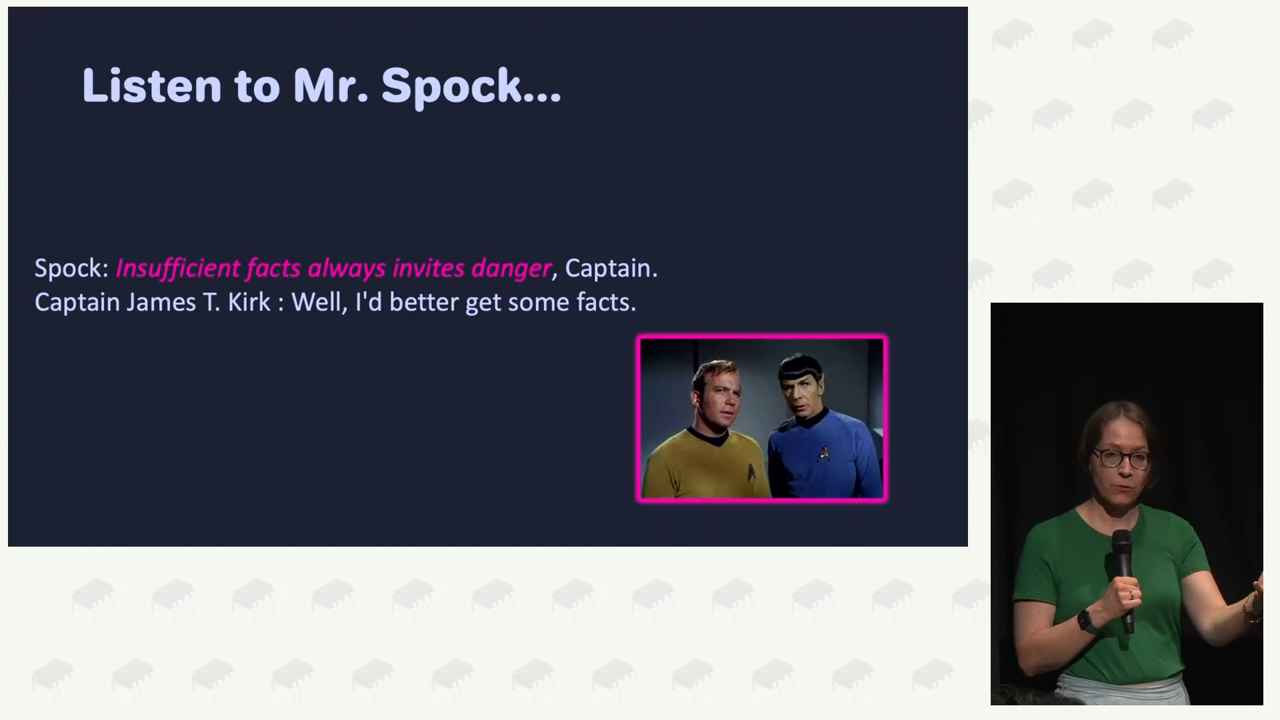 Listen to Mr. Spock...
Spock: Insufficient facts always invites danger, Captain.
Captain James T. Kirk : Well, I'd better get some facts.